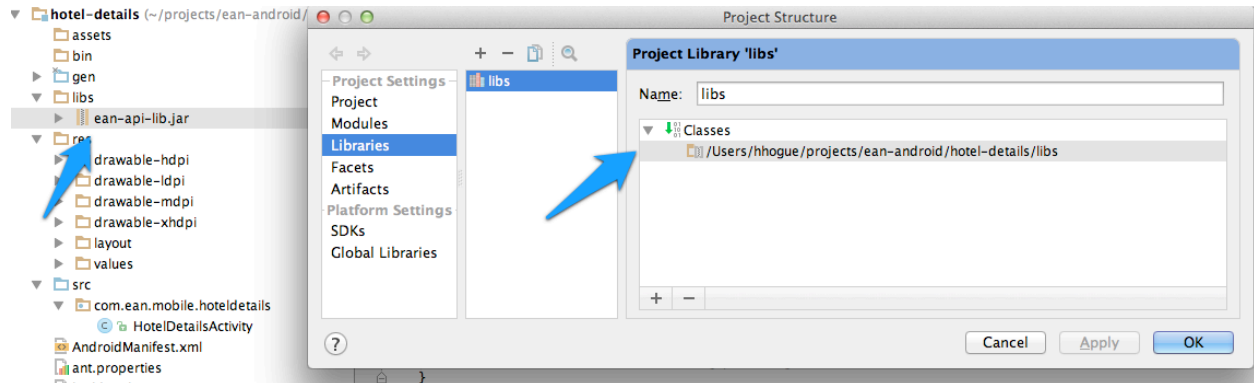 hotel-details (~/projects/ean-android/
assets
bin
gen
libs
ean-api-lib.jar
res
drawable-hdpi
drawable-ldpi
drawable-mdpi
drawable-xhdpi
layout
values
src
com.ean.mobile.hoteldetails
HotelDetailsActivity
AndroidManifest.xml
ant.properties
Project Structure
Project Settings
Project
Modules
Libraries
Facets
Artifacts
Platform Settings
SDKs
Global Libraries
libs
Project Library 'libs'
Name: libs
Classes
/Users/hhogue/projects/ean-android/hotel-details/libs
+ −
? Cancel Apply OK
}